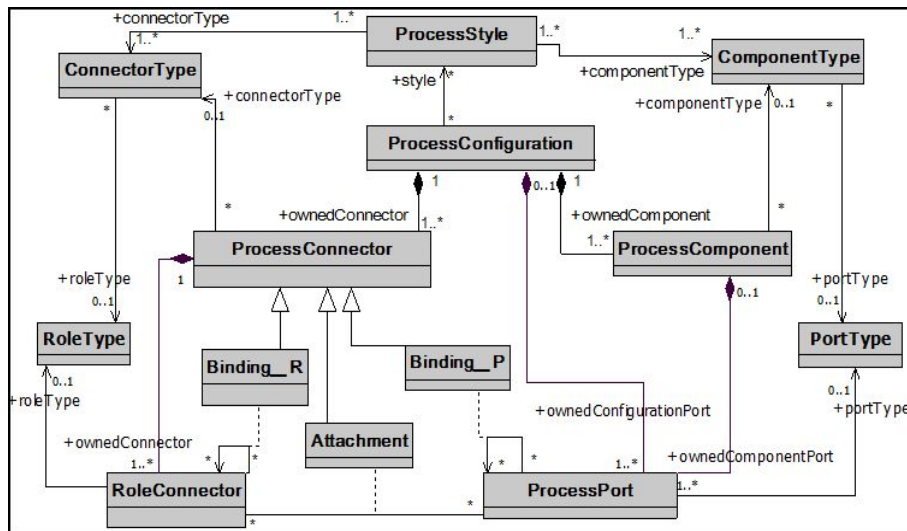 +connectorType
1..*
1..*
ProcessStyle
1..*
1..*
+componentType
ConnectorType
ComponentType
+style
*
+connectorType
0..1
+componentType
0..1
*
*
*
ProcessConfiguration
1
0..1
1
+ownedConnector
1..*
+ownedComponent
1..*
*
*
ProcessConnector
1
ProcessComponent
0..1
+roleType
0..1
+portType
0..1
RoleType
PortType
0..1
+roleType
Binding__R
Binding__P
0..1
+portType
+ownedConfigurationPort
+ownedConnector
1..*
Attachment
+ownedComponentPort
1..*
1..*
*
*
*
*
RoleConnector
ProcessPort
*
*